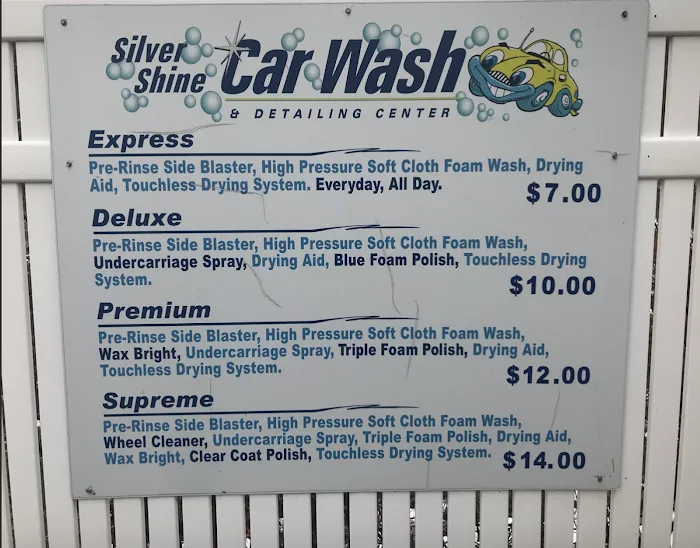 Silver Shine Car Wash
& DETAILING CENTER
Express
Pre-Rinse Side Blaster, High Pressure Soft Cloth Foam Wash, Drying
Aid, Touchless Drying System. Everyday, All Day.
$7.00
Deluxe
Pre-Rinse Side Blaster, High Pressure Soft Cloth Foam Wash,
Undercarriage Spray, Drying Aid, Blue Foam Polish, Touchless Drying
System.
$10.00
Premium
Pre-Rinse Side Blaster, High Pressure Soft Cloth Foam Wash,
Wax Bright, Undercarriage Spray, Triple Foam Polish, Drying Aid,
Touchless Drying System.
$12.00
Supreme
Pre-Rinse Side Blaster, High Pressure Soft Cloth Foam Wash,
Wheel Cleaner, Undercarriage Spray, Triple Foam Polish, Drying Aid,
Wax Bright, Clear Coat Polish, Touchless Drying System.
$14.00